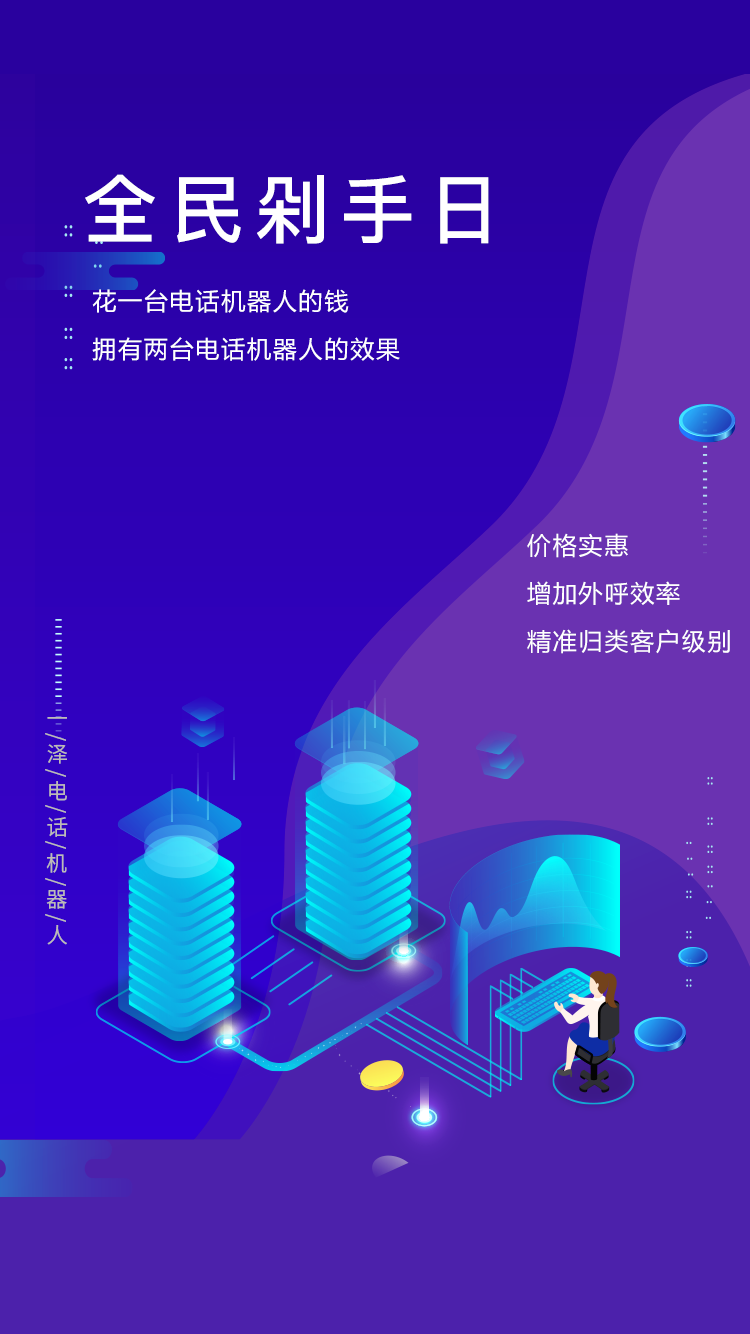 全民剁手日
花一台电话机器人的钱
拥有两台电话机器人的效果
价格实惠
增加外呼效率
精准归类客户级别
一/泽/电/话/机/器/人